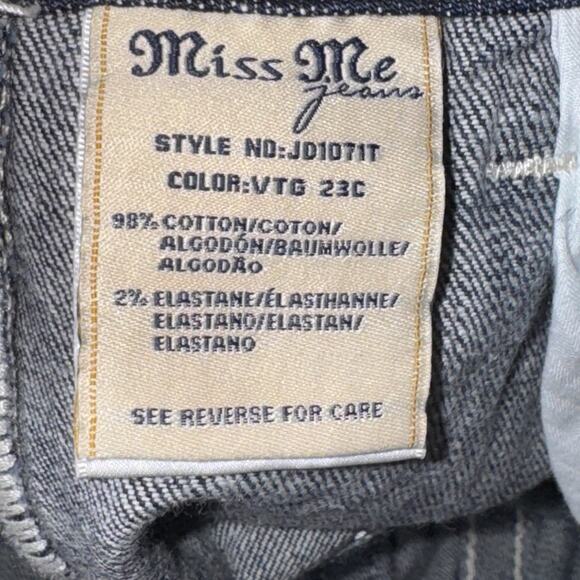 Miss Me
jeans
STYLE NO:JD1071T
COLOR:VTG 23C
98% COTTON/COTON/
ALGODÓN/BAUMWOLLE/
ALGODÃO
2% ELASTANE/ÉLASTHANNE/
ELASTANO/ELASTAN/
ELASTANO
SEE REVERSE FOR CARE